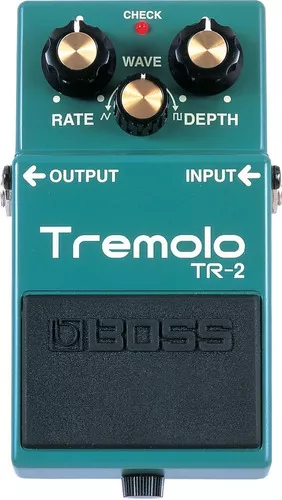 CHECK
WAVE
RATE DEPTH
←OUTPUT INPUT←
Tremolo
TR-2
BOSS